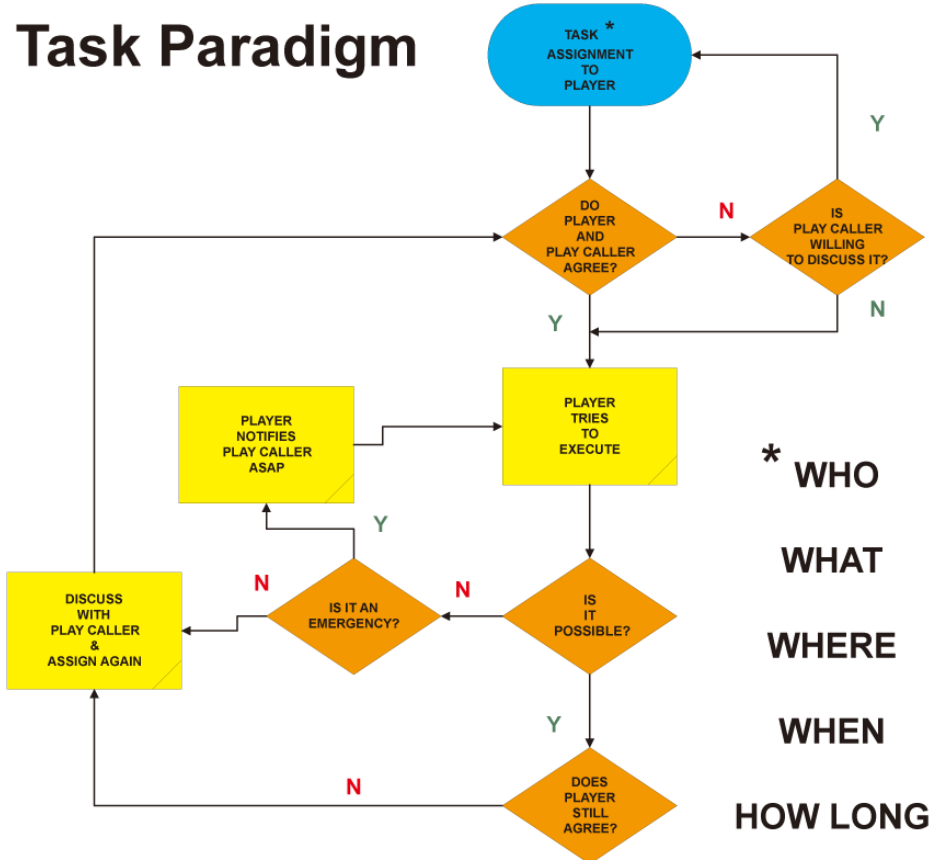 Task Paradigm
TASK *
ASSIGNMENT
TO
PLAYER
Y
DO
PLAYER
AND
PLAY CALLER
AGREE?
N
IS
PLAY CALLER
WILLING
TO DISCUSS IT?
Y
N
PLAYER
TRIES
TO
EXECUTE
PLAYER
NOTIFIES
PLAY CALLER
ASAP
Y
IS IT AN
EMERGENCY?
N
N
IS
IT
POSSIBLE?
DISCUSS
WITH
PLAY CALLER
&
ASSIGN AGAIN
Y
N
DOES
PLAYER
STILL
AGREE?
* WHO
WHAT
WHERE
WHEN
HOW LONG